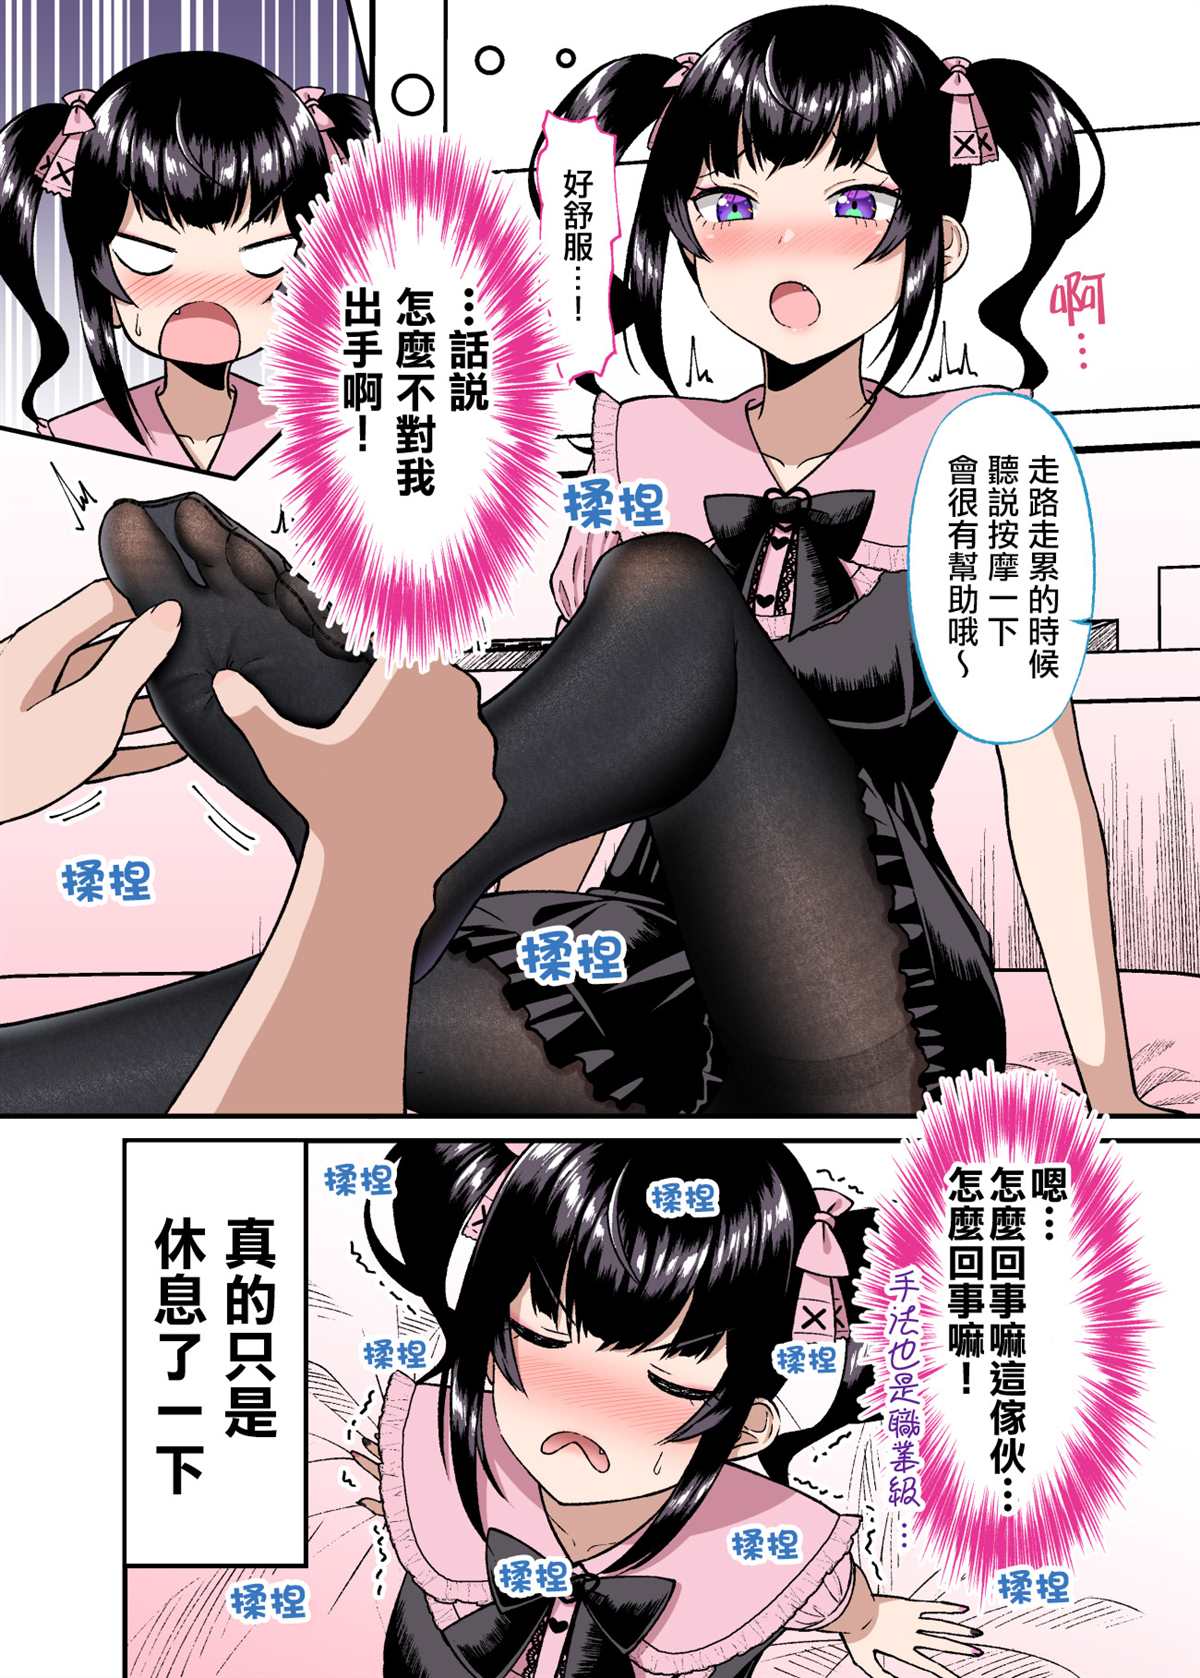 啊…
走路走累的時候
聽説按摩一下
會很有幫助哦～
好舒服…！
…話説
怎麼不對我
出手啊！
揉捏
揉捏
揉捏
嗯…
怎麼回事嘛這傢伙…
怎麼回事嘛！
手法也是職業級…
揉捏
揉捏
揉捏
揉捏
揉捏
揉捏
揉捏
揉捏
真的只是
休息了一下